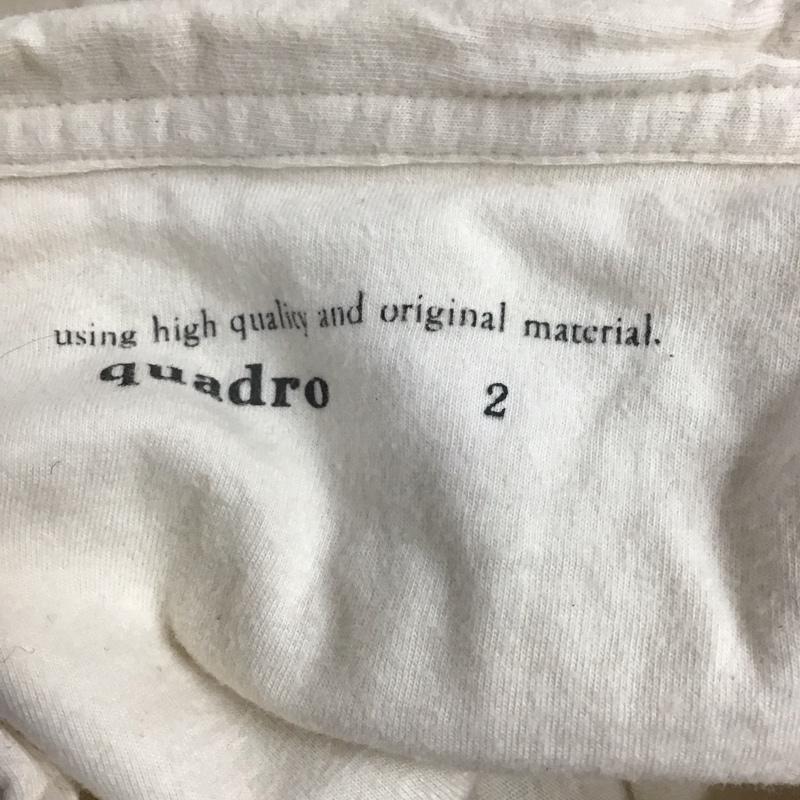 using high quality and original material.
quadro 2